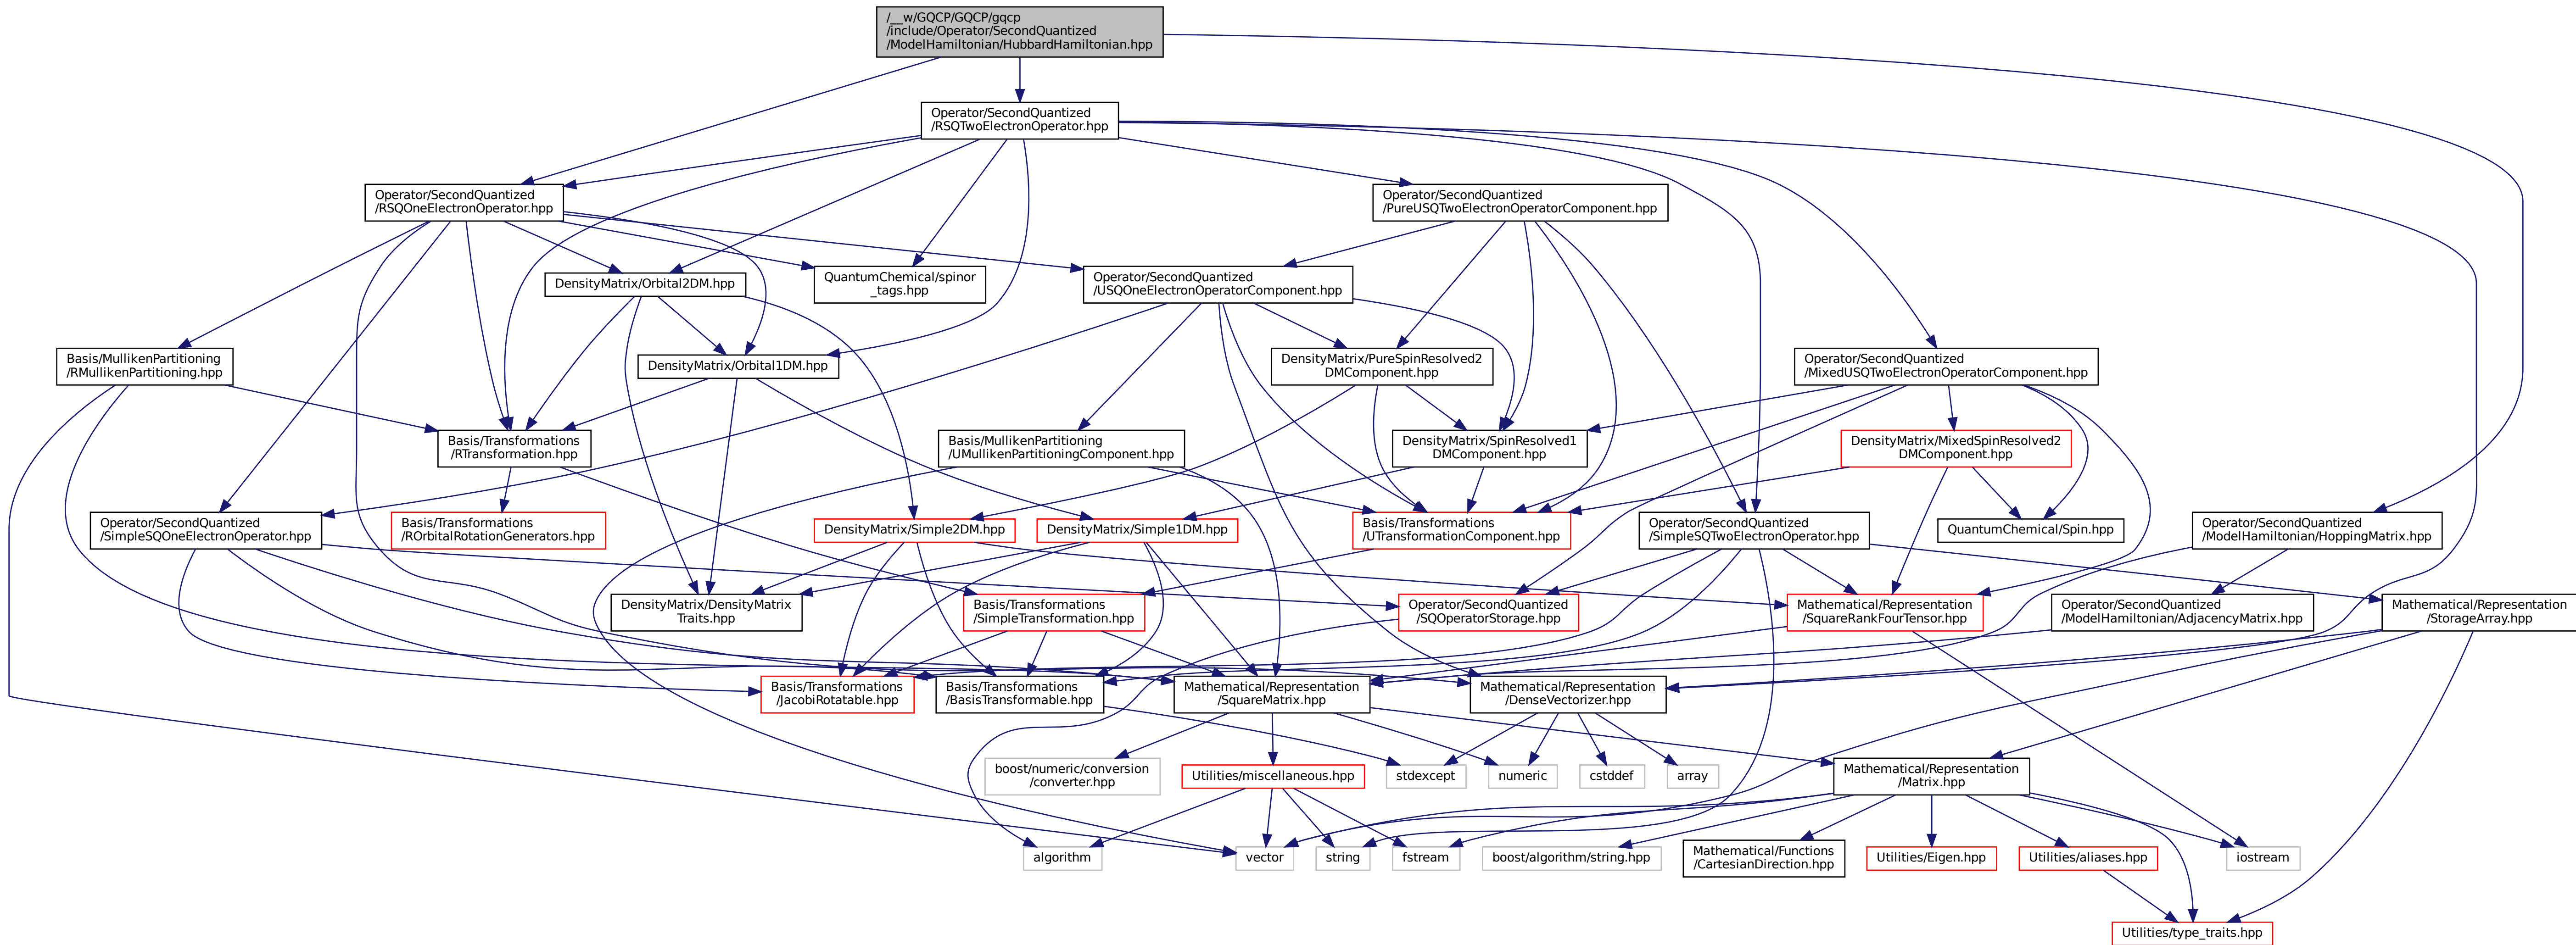 /__w/GQCP/GQCP/gqcp
/include/Operator/SecondQuantized
/ModelHamiltonian/HubbardHamiltonian.hpp
Operator/SecondQuantized
/RSQTwoElectronOperator.hpp
Operator/SecondQuantized
/RSQOneElectronOperator.hpp
Operator/SecondQuantized
/PureUSQTwoElectronOperatorComponent.hpp
DensityMatrix/Orbital2DM.hpp
QuantumChemical/spinor
_tags.hpp
Operator/SecondQuantized
/USQOneElectronOperatorComponent.hpp
Basis/MullikenPartitioning
/RMullikenPartitioning.hpp
DensityMatrix/Orbital1DM.hpp
DensityMatrix/PureSpinResolved2
DMComponent.hpp
Operator/SecondQuantized
/MixedUSQTwoElectronOperatorComponent.hpp
Basis/Transformations
/RTransformation.hpp
Basis/MullikenPartitioning
/UMullikenPartitioningComponent.hpp
DensityMatrix/SpinResolved1
DMComponent.hpp
DensityMatrix/MixedSpinResolved2
DMComponent.hpp
Operator/SecondQuantized
/SimpleSQOneElectronOperator.hpp
Basis/Transformations
/ROrbitalRotationGenerators.hpp
DensityMatrix/Simple2DM.hpp
DensityMatrix/Simple1DM.hpp
Basis/Transformations
/UTransformationComponent.hpp
Operator/SecondQuantized
/SimpleSQTwoElectronOperator.hpp
QuantumChemical/Spin.hpp
Operator/SecondQuantized
/ModelHamiltonian/HoppingMatrix.hpp
DensityMatrix/DensityMatrix
Traits.hpp
Basis/Transformations
/SimpleTransformation.hpp
Operator/SecondQuantized
/SQOperatorStorage.hpp
Mathematical/Representation
/SquareRankFourTensor.hpp
Operator/SecondQuantized
/ModelHamiltonian/AdjacencyMatrix.hpp
Mathematical/Representation
/StorageArray.hpp
Basis/Transformations
/JacobiRotatable.hpp
Basis/Transformations
/BasisTransformable.hpp
Mathematical/Representation
/SquareMatrix.hpp
Mathematical/Representation
/DenseVectorizer.hpp
boost/numeric/conversion
/converter.hpp
Utilities/miscellaneous.hpp
stdexcept
numeric
cstddef
array
Mathematical/Representation
/Matrix.hpp
algorithm
vector
string
fstream
boost/algorithm/string.hpp
Mathematical/Functions
/CartesianDirection.hpp
Utilities/Eigen.hpp
Utilities/aliases.hpp
iostream
Utilities/type_traits.hpp